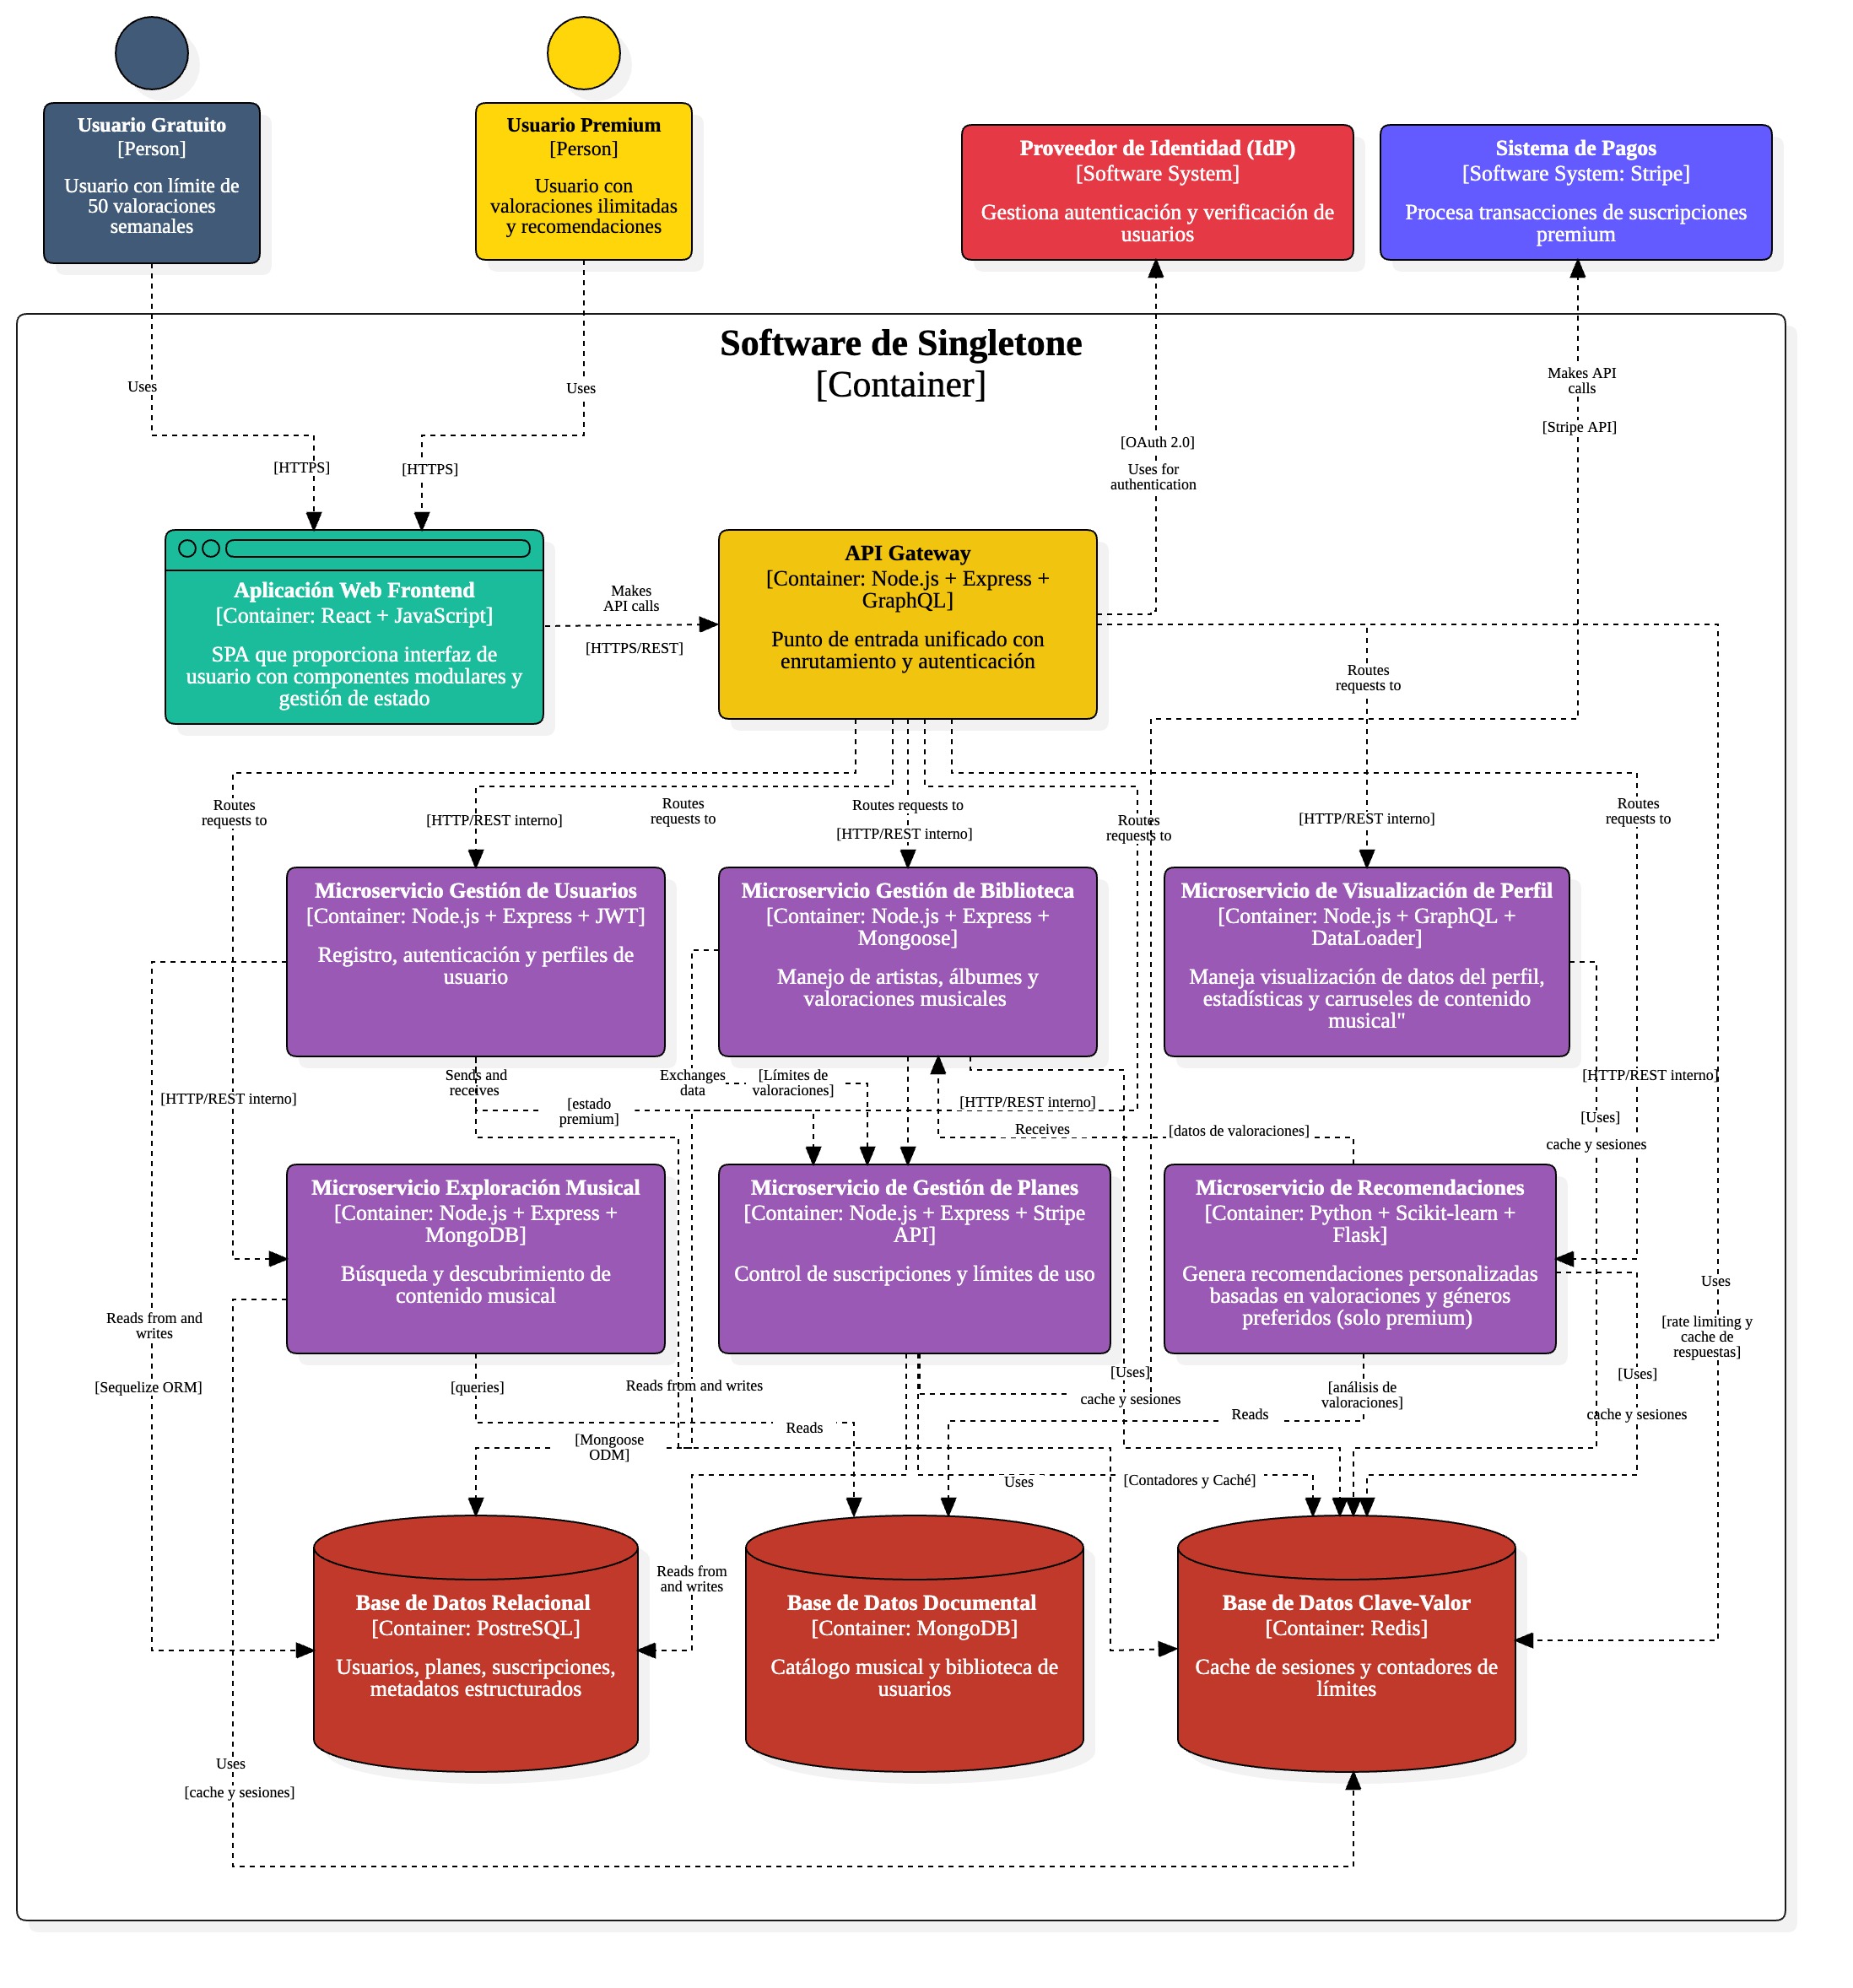 Usuario Gratuito
[Person]
Usuario con límite de
50 valoraciones
semanales
Usuario Premium
[Person]
Usuario con
valoraciones ilimitadas
y recomendaciones
Proveedor de Identidad (IdP)
[Software System]
Gestiona autenticación y verificación de
usuarios
Sistema de Pagos
[Software System: Stripe]
Procesa transacciones de suscripciones
premium
Software de Singletone
[Container]
Uses
Uses
Makes API
calls
[Stripe API]
[OAuth 2.0]
Uses for
authentication
[HTTPS]
[HTTPS]
Aplicación Web Frontend
[Container: React + JavaScript]
SPA que proporciona interfaz de
usuario con componentes modulares y
gestión de estado
Makes
API calls
[HTTPS/REST]
API Gateway
[Container: Node.js + Express +
GraphQL]
Punto de entrada unificado con
enrutamiento y autenticación
Routes
requests to
Routes
requests to
[HTTP/REST interno]
Routes
requests to
Routes requests to
[HTTP/REST interno]
Routes
requests to
[HTTP/REST interno]
Routes
requests to
Microservicio Gestión de Usuarios
[Container: Node.js + Express + JWT]
Registro, autenticación y perfiles de
usuario
Microservicio Gestión de Biblioteca
[Container: Node.js + Express +
Mongoose]
Manejo de artistas, álbumes y
valoraciones musicales
Microservicio de Visualización de Perfil
[Container: Node.js + GraphQL +
DataLoader]
Maneja visualización de datos del perfil,
estadísticas y carruseles de contenido
musical"
[HTTP/REST interno]
Sends and
receives
[estado
premium]
Exchanges
data
[Límites de
valoraciones]
[HTTP/REST interno]
Receives
[datos de valoraciones]
[HTTP/REST interno]
[Uses]
cache y sesiones
Microservicio Exploración Musical
[Container: Node.js + Express +
MongoDB]
Búsqueda y descubrimiento de
contenido musical
Microservicio de Gestión de Planes
[Container: Node.js + Express + Stripe
API]
Control de suscripciones y límites de uso
Microservicio de Recomendaciones
[Container: Python + Scikit-learn +
Flask]
Genera recomendaciones personalizadas
basadas en valoraciones y géneros
preferidos (solo premium)
Uses
[rate limiting y
cache de
respuestas]
Reads from and
writes
[Sequelize ORM]
[queries]
Reads from and writes
[Uses]
cache y sesiones
[análisis de
valoraciones]
[Uses]
cache y sesiones
Reads
Reads
[Mongoose
ODM]
Uses
[Contadores y Caché]
Reads from
and writes
Base de Datos Relacional
[Container: PostreSQL]
Usuarios, planes, suscripciones,
metadatos estructurados
Base de Datos Documental
[Container: MongoDB]
Catálogo musical y biblioteca de
usuarios
Base de Datos Clave-Valor
[Container: Redis]
Cache de sesiones y contadores de
límites
Uses
[cache y sesiones]